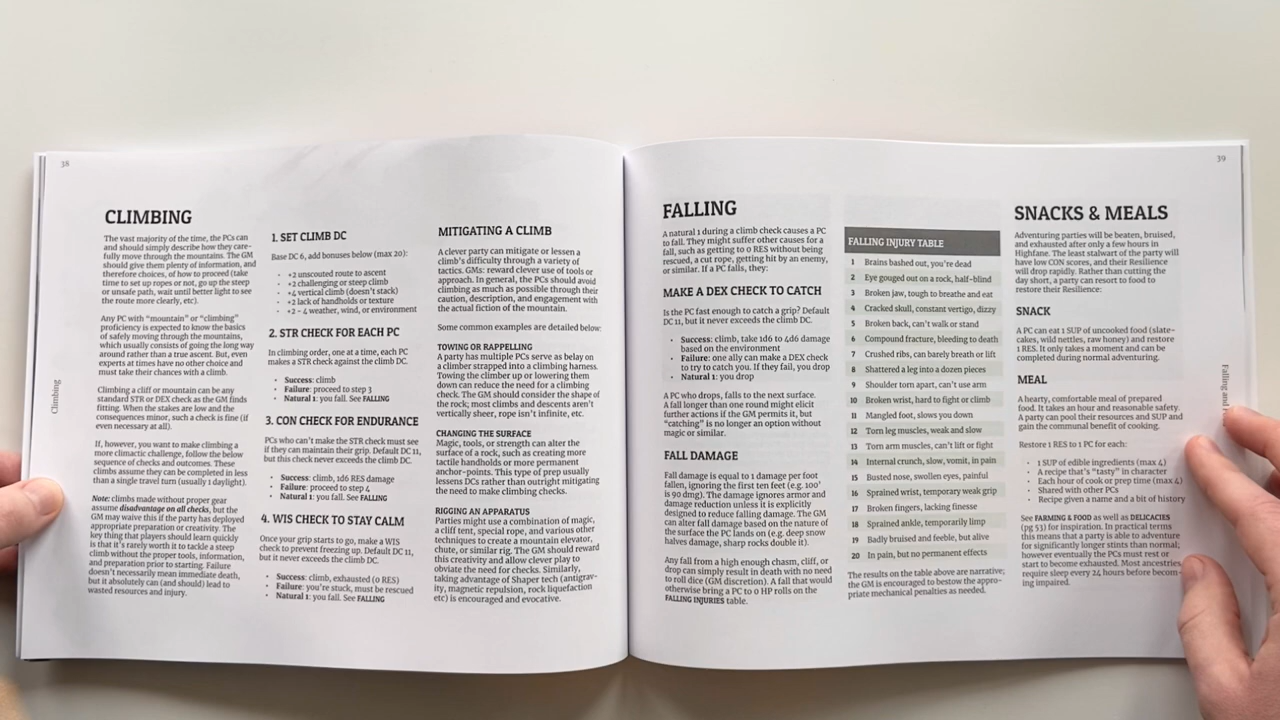 38
CLIMBING
The vast majority of the time, the PCs can
and should simply describe how they care-
fully move through the mountains. The GM
should give them plenty of information, and
therefore choices, of how to proceed (take
time to set up ropes or not, go up the steep
or unsafe path, wait until better light to see
the route more clearly, etc).
Any PC with “mountain” or “climbing”
proficiency is expected to know the basics
of safely moving through the mountains,
which usually consists of going the long way
around rather than a true ascent. But, even
experts at times have no other choice and
must take their chances with a climb.
Climbing a cliff or mountain can be any
standard STR or DEX check as the GM finds
fitting. When the stakes are low and the
consequences minor, such a check is fine (if
even necessary at all).
If, however, you want to make climbing a
more climactic challenge, follow the below
sequence of checks and outcomes. These
climbs assume they can be completed in less
than a single travel turn (usually 1 daylight).
Note: climbs made without proper gear
assume disadvantage on all checks, but the
GM may waive this if the party has deployed
appropriate preparation or creativity. The
key thing that players should learn quickly
is that it's rarely worth it to tackle a steep
climb without the proper tools, information,
and preparation prior to starting. Failure
doesn't necessarily mean immediate death,
but it absolutely can (and should) lead to
wasted resources and injury.
Climbing
1. SET CLIMB DC
Base DC 6, add bonuses below (max 20):
• +2 unscouted route to ascent
• +2 challenging or steep climb
• +4 vertical climb (doesn't stack)
• +2 lack of handholds or texture
• +2 - 4 weather, wind, or environment
2. STR CHECK FOR EACH PC
In climbing order, one at a time, each PC
makes a STR check against the climb DC.
• Success: climb
• Failure: proceed to step 3
• Natural 1: you fall. See FALLING
3. CON CHECK FOR ENDURANCE
PCs who can't make the STR check must see
if they can maintain their grip. Default DC 11,
but this check never exceeds the climb DC.
• Success: climb, 1d6 RES damage
• Failure: proceed to step 4
• Natural 1: you fall. See FALLING
4. WIS CHECK TO STAY CALM
Once your grip starts to go, make a WIS
check to prevent freezing up. Default DC 11,
but it never exceeds the climb DC.
• Success: climb, exhausted (0 RES)
• Failure: you're stuck, must be rescued
• Natural 1: you fall. See FALLING
MITIGATING A CLIMB
A clever party can mitigate or lessen a
climb's difficulty through a variety of
tactics. GMs: reward clever use of tools or
approach. In general, the PCs should avoid
climbing as much as possible through their
caution, description, and engagement with
the actual fiction of the mountain.
Some common examples are detailed below:
TOWING OR RAPPELLING
A party has multiple PCs serve as belay on
a climber strapped into a climbing harness.
Towing the climber up or lowering them
down can reduce the need for a climbing
check. The GM should consider the shape of
the rock; most climbs and descents aren't
vertically sheer, rope isn't infinite, etc.
CHANGING THE SURFACE
Magic, tools, or strength can alter the
surface of a rock, such as creating more
tactile handholds or more permanent
anchor-points. This type of prep usually
lessens DCs rather than outright mitigating
the need to make climbing checks.
RIGGING AN APPARATUS
Parties might use a combination of magic,
a cliff tent, special rope, and various other
techniques to create a mountain elevator,
chute, or similar rig. The GM should reward
this creativity and allow clever play to
obviate the need for checks. Similarly,
taking advantage of Shaper tech (antigrav-
ity, magnetic repulsion, rock liquefaction
etc) is encouraged and evocative.
39
FALLING
A natural 1 during a climb check causes a PC
to fall. They might suffer other causes for a
fall, such as getting to 0 RES without being
rescued, a cut rope, getting hit by an enemy,
or similar. If a PC falls, they:
MAKE A DEX CHECK TO CATCH
Is the PC fast enough to catch a grip? Default
DC 11, but it never exceeds the climb DC.
• Success: climb, take 1d6 to 4d6 damage
based on the environment
• Failure: one ally can make a DEX check
to try to catch you. If they fail, you drop
• Natural 1: you drop
A PC who drops, falls to the next surface.
A fall longer than one round might elicit
further actions if the GM permits it, but
“catching” is no longer an option without
magic or similar.
FALL DAMAGE
Fall damage is equal to 1 damage per foot
fallen, ignoring the first ten feet (e.g. 100'
is 90 dmg). The damage ignores armor and
damage reduction unless it is explicitly
designed to reduce falling damage. The GM
can alter fall damage based on the nature of
the surface the PC lands on (e.g. deep snow
halves damage, sharp rocks double it).
Any fall from a high enough chasm, cliff, or
drop can simply result in death with no need
to roll dice (GM discretion). A fall that would
otherwise bring a PC to 0 HP rolls on the
FALLING INJURIES table.
FALLING INJURY TABLE
1 Brains bashed out, you're dead
2 Eye gouged out on a rock, half-blind
3 Broken jaw, tough to breathe and eat
4 Cracked skull, constant vertigo, dizzy
5 Broken back, can't walk or stand
6 Compound fracture, bleeding to death
7 Crushed ribs, can barely breath or lift
8 Shattered a leg into a dozen pieces
9 Shoulder torn apart, can't use arm
10 Broken wrist, hard to fight or climb
11 Mangled foot, slows you down
12 Torn leg muscles, weak and slow
13 Torn arm muscles, can't lift or fight
14 Internal crunch, slow, vomit, in pain
15 Busted nose, swollen eyes, painful
16 Sprained wrist, temporary weak grip
17 Broken fingers, lacking finesse
18 Sprained ankle, temporarily limp
19 Badly bruised and feeble, but alive
20 In pain, but no permanent effects
The results on the table above are narrative;
the GM is encouraged to bestow the appro-
priate mechanical penalties as needed.
SNACKS & MEALS
Adventuring parties will be beaten, bruised,
and exhausted after only a few hours in
Highfane. The least stalwart of the party will
have low CON scores, and their Resilience
will drop rapidly. Rather than cutting the
day short, a party can resort to food to
restore their Resilience:
SNACK
A PC can eat 1 SUP of uncooked food (slate-
cakes, wild nettles, raw honey) and restore
1 RES. It only takes a moment and can be
completed during normal adventuring.
MEAL
A hearty, comfortable meal of prepared
food. It takes an hour and reasonable safety.
A party can pool their resources and SUP and
gain the communal benefit of cooking.
Restore 1 RES to 1 PC for each:
• 1 SUP of edible ingredients (max 4)
• A recipe that's “tasty” in character
• Each hour of cook or prep time (max 4)
• Shared with other PCs
• Recipe given a name and a bit of history
See FARMING & FOOD as well as DELICACIES
(pg 53) for inspiration. In practical terms
this means that a party is able to adventure
for significantly longer stints than normal;
however eventually the PCs must rest or
start to become exhausted. Most ancestries
require sleep every 24 hours before becom-
ing impaired.
Falling and